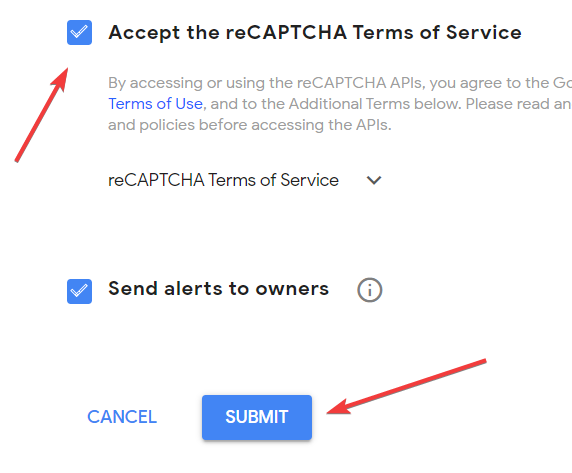 Accept the reCAPTCHA Terms of Service
By accessing or using the reCAPTCHA APIs, you agree to the Go
Terms of Use, and to the Additional Terms below. Please read an
and policies before accessing the APIs.
reCAPTCHA Terms of Service
Send alerts to owners
CANCEL SUBMIT